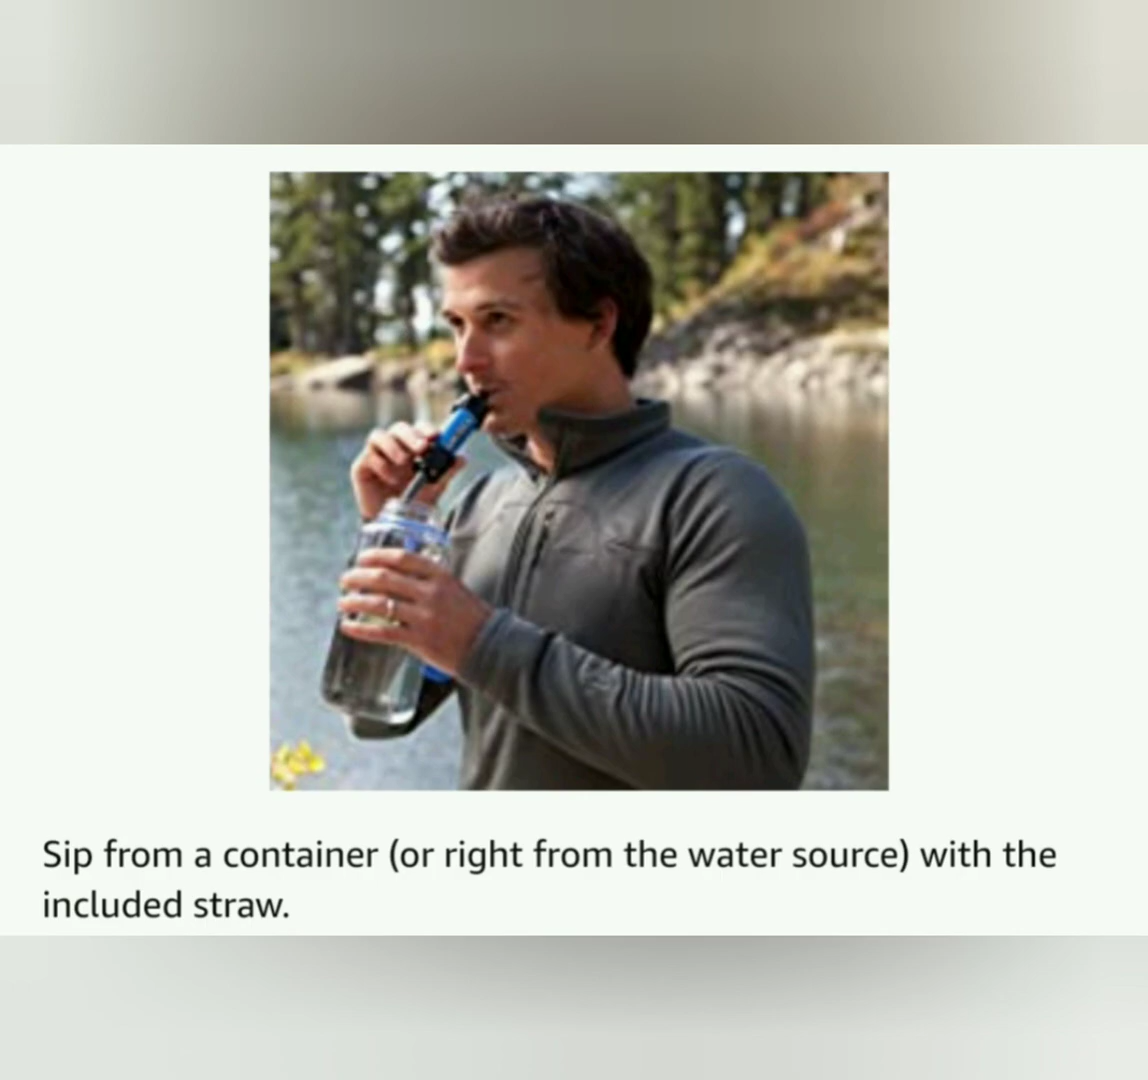 Sip from a container (or right from the water source) with the
included straw.